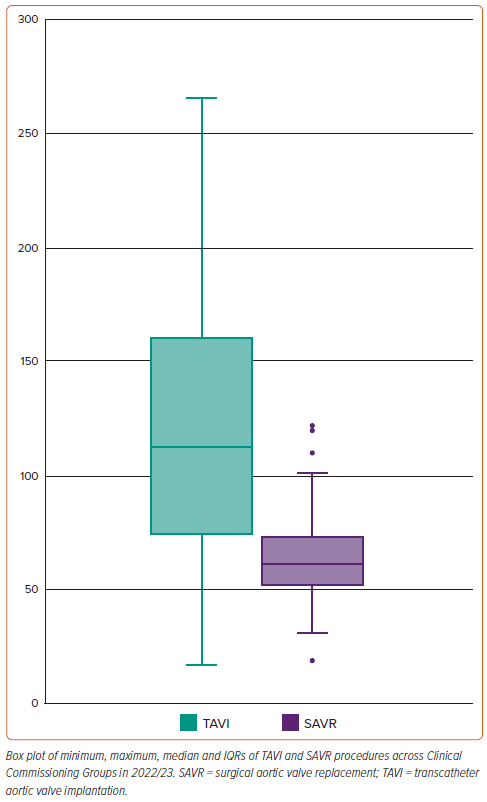 300
250
200
150
100
50
0
TAVI SAVR
Box plot of minimum, maximum, median and IQRs of TAVI and SAVR procedures across Clinical
Commissioning Groups in 2022/23. SAVR = surgical aortic valve replacement; TAVI = transcatheter
aortic valve implantation.